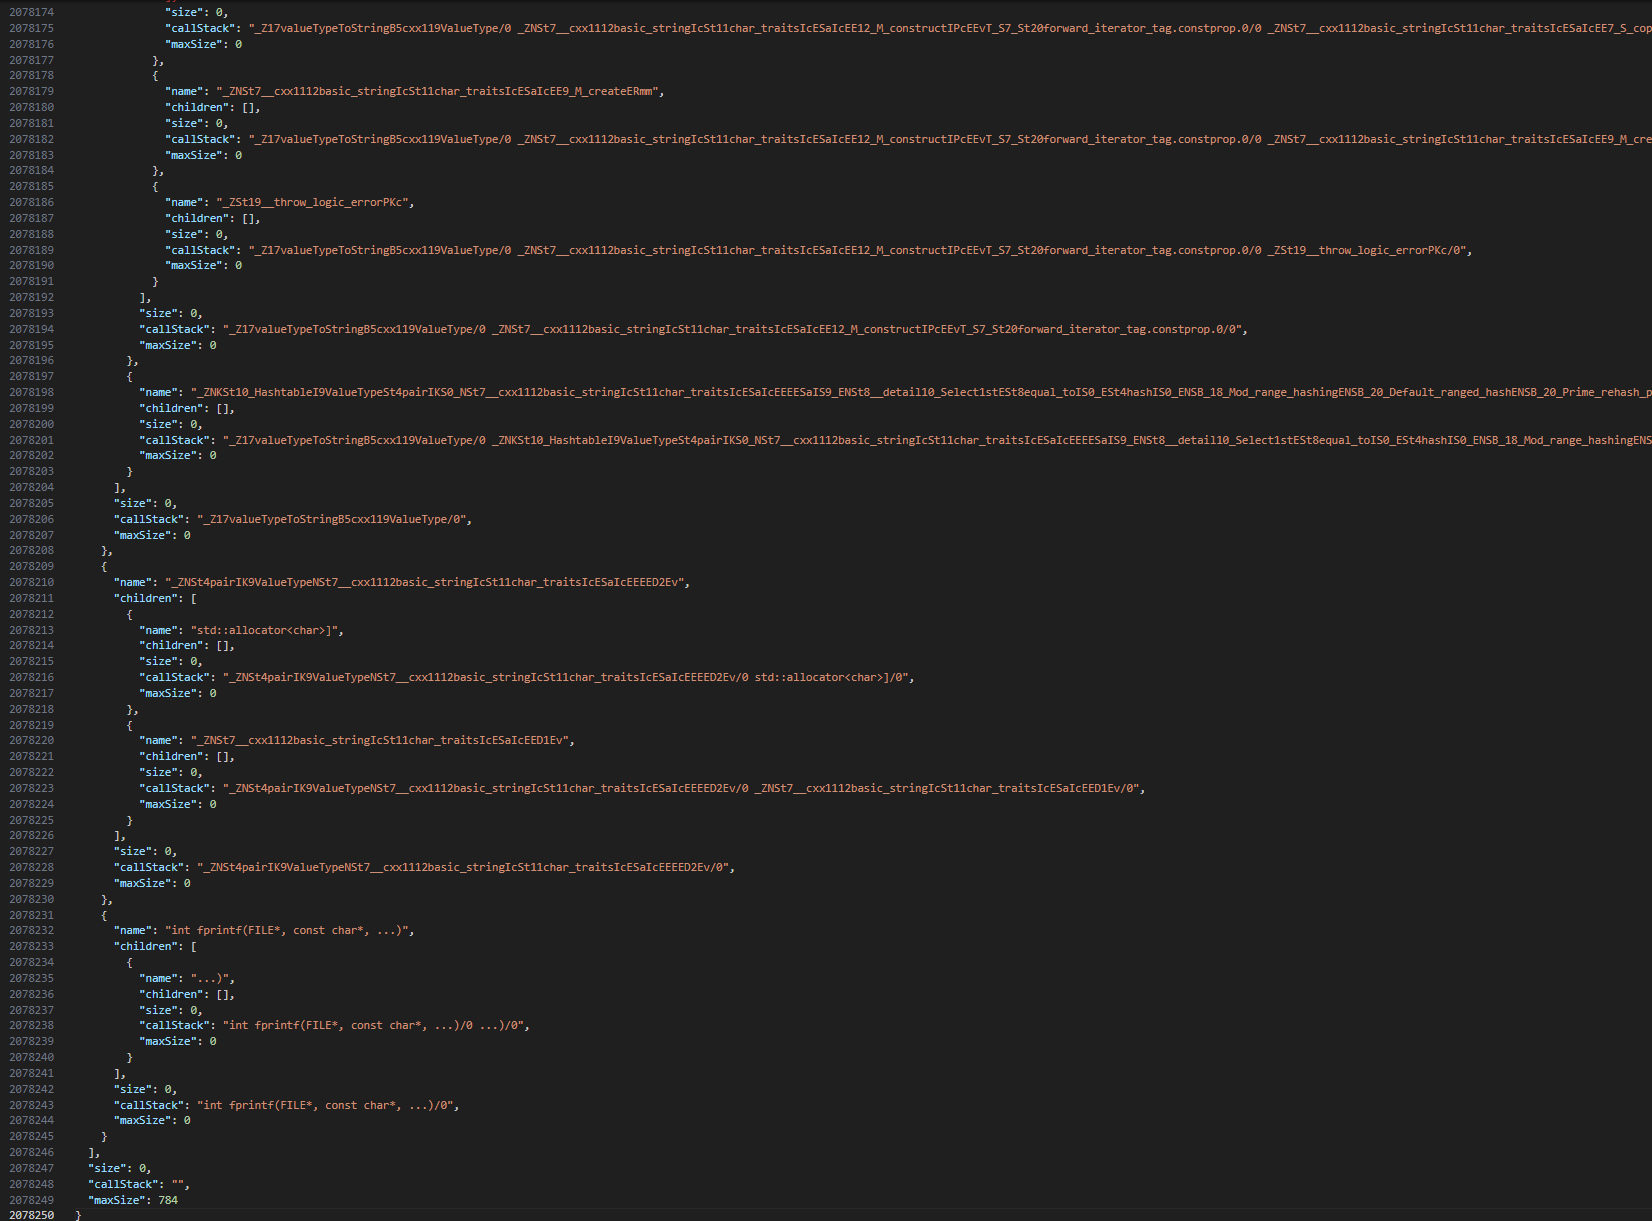 2078174 "size": 0,
2078175 "callStack": "_Z17valueTypeToStringB5cxx119ValueType/0 _ZNSt7__cxx1112basic_stringIcSt11char_traitsIcESaIcEE12_M_constructIPcEEvT_S7_St20forward_iterator_tag.constprop.0/0 _ZNSt7__cxx1112basic_stringIcSt11char_traitsIcESaIcEE7_S_cop
2078176 "maxSize": 0
2078177 },
2078178 {
2078179 "name": "_ZNSt7__cxx1112basic_stringIcSt11char_traitsIcESaIcEE9_M_createERmm",
2078180 "children": [],
2078181 "size": 0,
2078182 "callStack": "_Z17valueTypeToStringB5cxx119ValueType/0 _ZNSt7__cxx1112basic_stringIcSt11char_traitsIcESaIcEE12_M_constructIPcEEvT_S7_St20forward_iterator_tag.constprop.0/0 _ZNSt7__cxx1112basic_stringIcSt11char_traitsIcESaIcEE9_M_cre
2078183 "maxSize": 0
2078184 },
2078185 {
2078186 "name": "_ZSt19__throw_logic_errorPKc",
2078187 "children": [],
2078188 "size": 0,
2078189 "callStack": "_Z17valueTypeToStringB5cxx119ValueType/0 _ZNSt7__cxx1112basic_stringIcSt11char_traitsIcESaIcEE12_M_constructIPcEEvT_S7_St20forward_iterator_tag.constprop.0/0 _ZSt19__throw_logic_errorPKc/0",
2078190 "maxSize": 0
2078191 }
2078192 ],
2078193 "size": 0,
2078194 "callStack": "_Z17valueTypeToStringB5cxx119ValueType/0 _ZNSt7__cxx1112basic_stringIcSt11char_traitsIcESaIcEE12_M_constructIPcEEvT_S7_St20forward_iterator_tag.constprop.0/0",
2078195 "maxSize": 0
2078196 },
2078197 {
2078198 "name": "_ZNKSt10_HashtableI9ValueTypeSt4pairIKS0_NSt7__cxx1112basic_stringIcSt11char_traitsIcESaIcEEEESaIS9_ENSt8__detail10_Select1stESt8equal_toIS0_ESt4hashIS0_ENSB_18_Mod_range_hashingENSB_20_Default_ranged_hashENSB_20_Prime_rehash_p
2078199 "children": [],
2078200 "size": 0,
2078201 "callStack": "_Z17valueTypeToStringB5cxx119ValueType/0 _ZNKSt10_HashtableI9ValueTypeSt4pairIKS0_NSt7__cxx1112basic_stringIcSt11char_traitsIcESaIcEEEESaIS9_ENSt8__detail10_Select1stESt8equal_toIS0_ESt4hashIS0_ENSB_18_Mod_range_hashingENS
2078202 "maxSize": 0
2078203 }
2078204 ],
2078205 "size": 0,
2078206 "callStack": "_Z17valueTypeToStringB5cxx119ValueType/0",
2078207 "maxSize": 0
2078208 },
2078209 {
2078210 "name": "_ZNSt4pairIK9ValueTypeNSt7__cxx1112basic_stringIcSt11char_traitsIcESaIcEEEED2Ev",
2078211 "children": [
2078212 {
2078213 "name": "std::allocator<char>]",
2078214 "children": [],
2078215 "size": 0,
2078216 "callStack": "_ZNSt4pairIK9ValueTypeNSt7__cxx1112basic_stringIcSt11char_traitsIcESaIcEEEED2Ev/0 std::allocator<char>]/0",
2078217 "maxSize": 0
2078218 },
2078219 {
2078220 "name": "_ZNSt7__cxx1112basic_stringIcSt11char_traitsIcESaIcEED1Ev",
2078221 "children": [],
2078222 "size": 0,
2078223 "callStack": "_ZNSt4pairIK9ValueTypeNSt7__cxx1112basic_stringIcSt11char_traitsIcESaIcEEEED2Ev/0 _ZNSt7__cxx1112basic_stringIcSt11char_traitsIcESaIcEED1Ev/0",
2078224 "maxSize": 0
2078225 }
2078226 ],
2078227 "size": 0,
2078228 "callStack": "_ZNSt4pairIK9ValueTypeNSt7__cxx1112basic_stringIcSt11char_traitsIcESaIcEEEED2Ev/0",
2078229 "maxSize": 0
2078230 },
2078231 {
2078232 "name": "int fprintf(FILE*, const char*, ...)",
2078233 "children": [
2078234 {
2078235 "name": "...)",
2078236 "children": [],
2078237 "size": 0,
2078238 "callStack": "int fprintf(FILE*, const char*, ...)/0 ...)/0",
2078239 "maxSize": 0
2078240 }
2078241 ],
2078242 "size": 0,
2078243 "callStack": "int fprintf(FILE*, const char*, ...)/0",
2078244 "maxSize": 0
2078245 }
2078246 ],
2078247 "size": 0,
2078248 "callStack": "",
2078249 "maxSize": 784
2078250 }